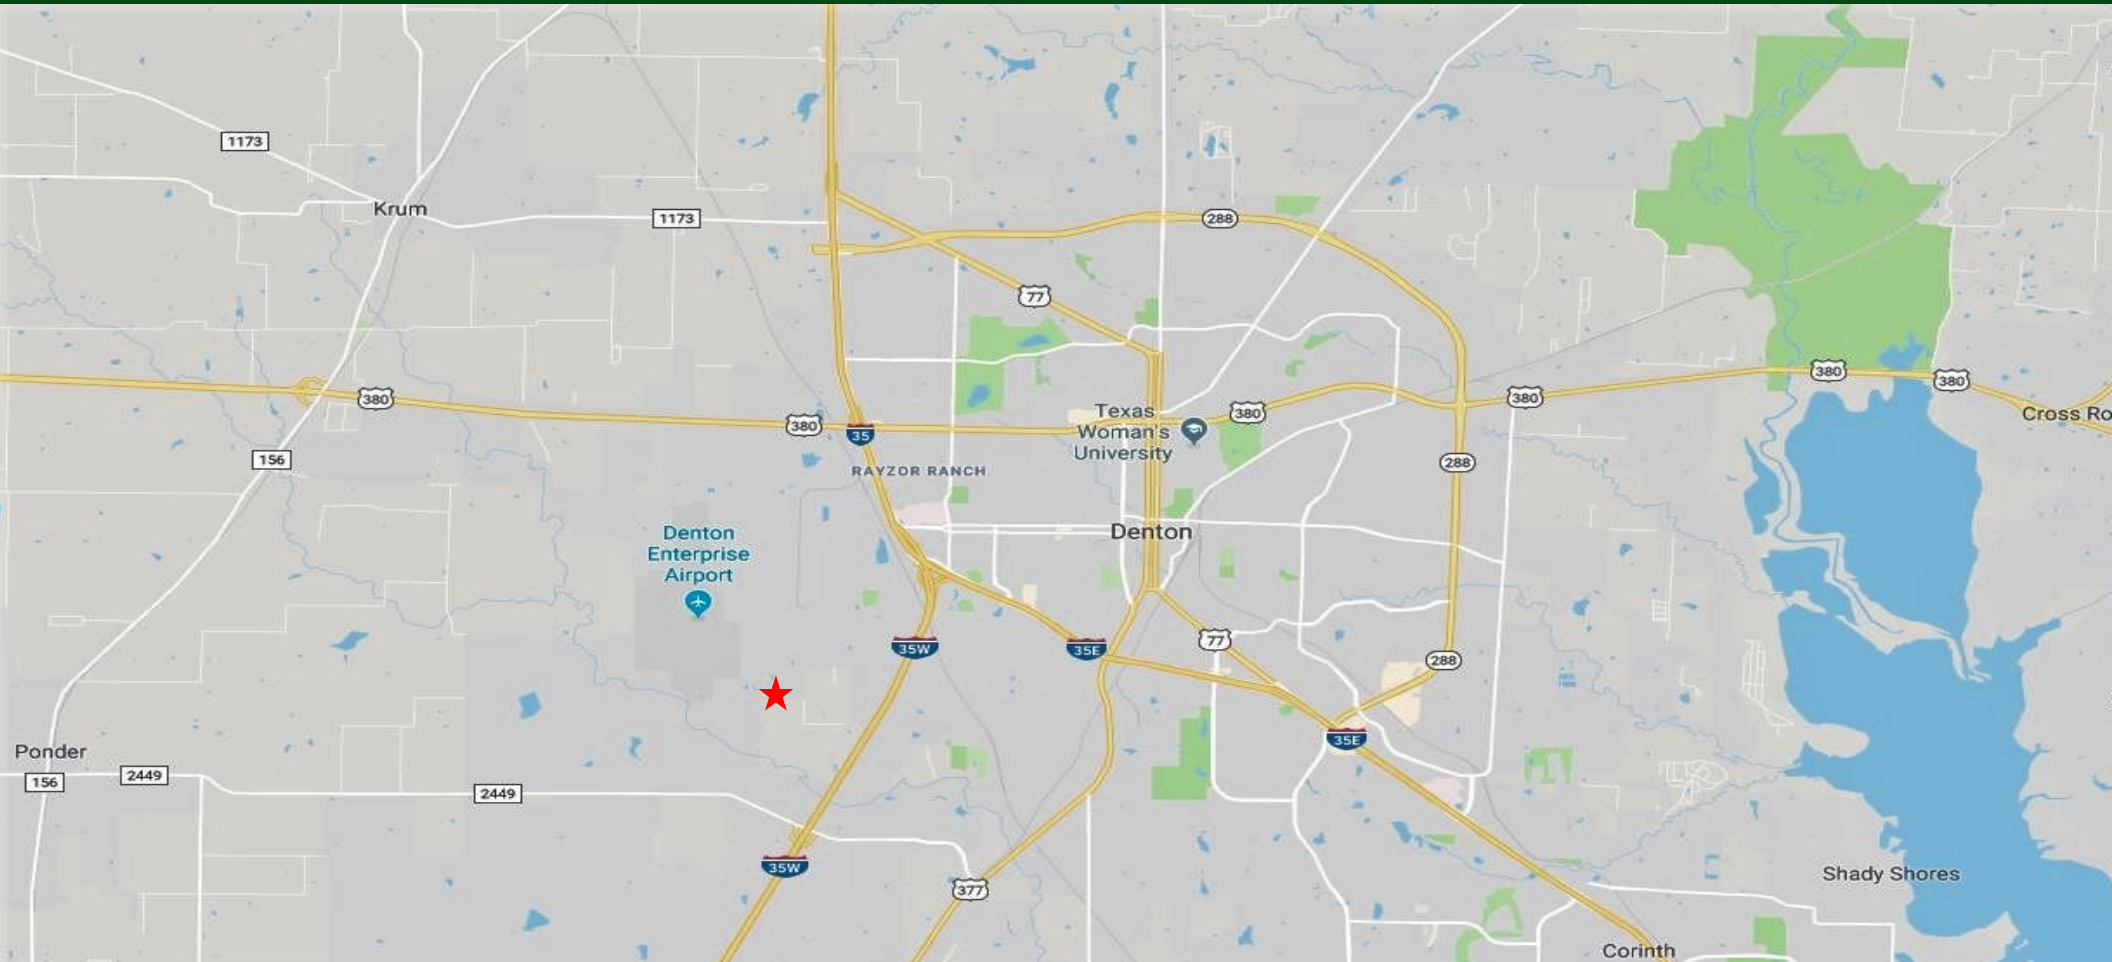 1173
Krum
1173
288
77
380
380
35
Texas
Woman's
University
380
380
380
380
Cross Ro
156
RAYZOR RANCH
288
Denton
Enterprise
Airport
Denton
35W
35E
77
288
35E
Ponder
156
2449
2449
35W
377
Shady Shores
Corinth